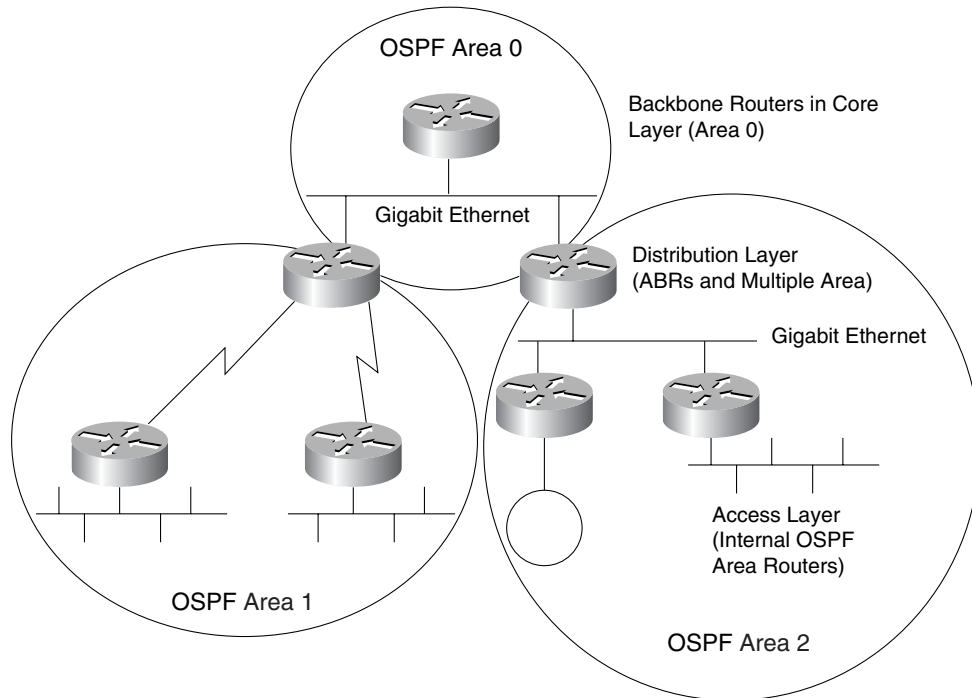 OSPF Area 0
Backbone Routers in Core
Layer (Area 0)
Gigabit Ethernet
Distribution Layer
(ABRs and Multiple Area)
Gigabit Ethernet
Access Layer
(Internal OSPF
Area Routers)
OSPF Area 1
OSPF Area 2